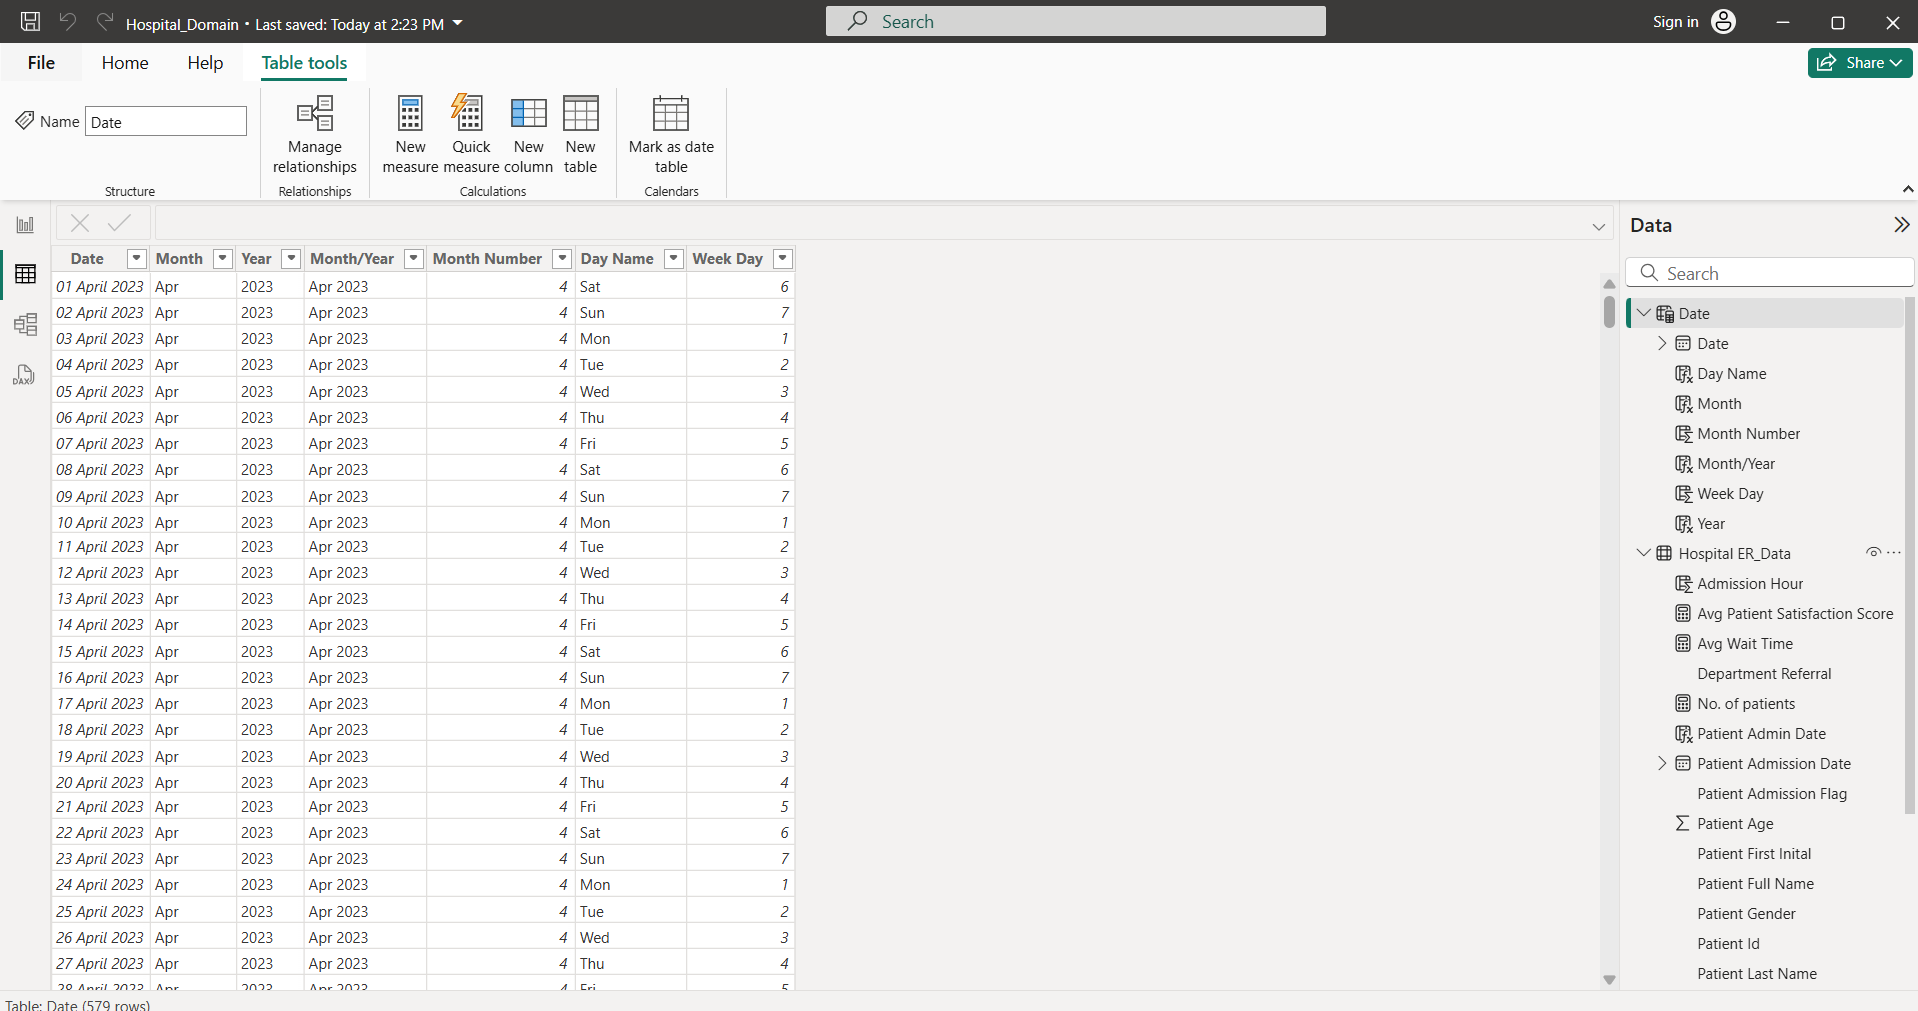 Hospital_Domain • Last saved: Today at 2:23 PM
Search
Sign in
File Home Help Table tools
Share
Name Date
Manage relationships
New measure
Quick measure
New column
New table
Mark as date table
Structure Relationships Calculations Calendars
Data
Search
Date Month Year Month/Year Month Number Day Name Week Day
01 April 2023 Apr 2023 Apr 2023 4 Sat 6
02 April 2023 Apr 2023 Apr 2023 4 Sun 7
03 April 2023 Apr 2023 Apr 2023 4 Mon 1
04 April 2023 Apr 2023 Apr 2023 4 Tue 2
05 April 2023 Apr 2023 Apr 2023 4 Wed 3
06 April 2023 Apr 2023 Apr 2023 4 Thu 4
07 April 2023 Apr 2023 Apr 2023 4 Fri 5
08 April 2023 Apr 2023 Apr 2023 4 Sat 6
09 April 2023 Apr 2023 Apr 2023 4 Sun 7
10 April 2023 Apr 2023 Apr 2023 4 Mon 1
11 April 2023 Apr 2023 Apr 2023 4 Tue 2
12 April 2023 Apr 2023 Apr 2023 4 Wed 3
13 April 2023 Apr 2023 Apr 2023 4 Thu 4
14 April 2023 Apr 2023 Apr 2023 4 Fri 5
15 April 2023 Apr 2023 Apr 2023 4 Sat 6
16 April 2023 Apr 2023 Apr 2023 4 Sun 7
17 April 2023 Apr 2023 Apr 2023 4 Mon 1
18 April 2023 Apr 2023 Apr 2023 4 Tue 2
19 April 2023 Apr 2023 Apr 2023 4 Wed 3
20 April 2023 Apr 2023 Apr 2023 4 Thu 4
21 April 2023 Apr 2023 Apr 2023 4 Fri 5
22 April 2023 Apr 2023 Apr 2023 4 Sat 6
23 April 2023 Apr 2023 Apr 2023 4 Sun 7
24 April 2023 Apr 2023 Apr 2023 4 Mon 1
25 April 2023 Apr 2023 Apr 2023 4 Tue 2
26 April 2023 Apr 2023 Apr 2023 4 Wed 3
27 April 2023 Apr 2023 Apr 2023 4 Thu 4
28 April 2023 Apr 2023 Apr 2023 4 Fri 5
Date
Date
Day Name
Month
Month Number
Month/Year
Week Day
Year
Hospital ER_Data
Admission Hour
Avg Patient Satisfaction Score
Avg Wait Time
Department Referral
No. of patients
Patient Admin Date
Patient Admission Date
Patient Admission Flag
Patient Age
Patient First Inital
Patient Full Name
Patient Gender
Patient Id
Patient Last Name
DAX
Table: Date (579 rows)